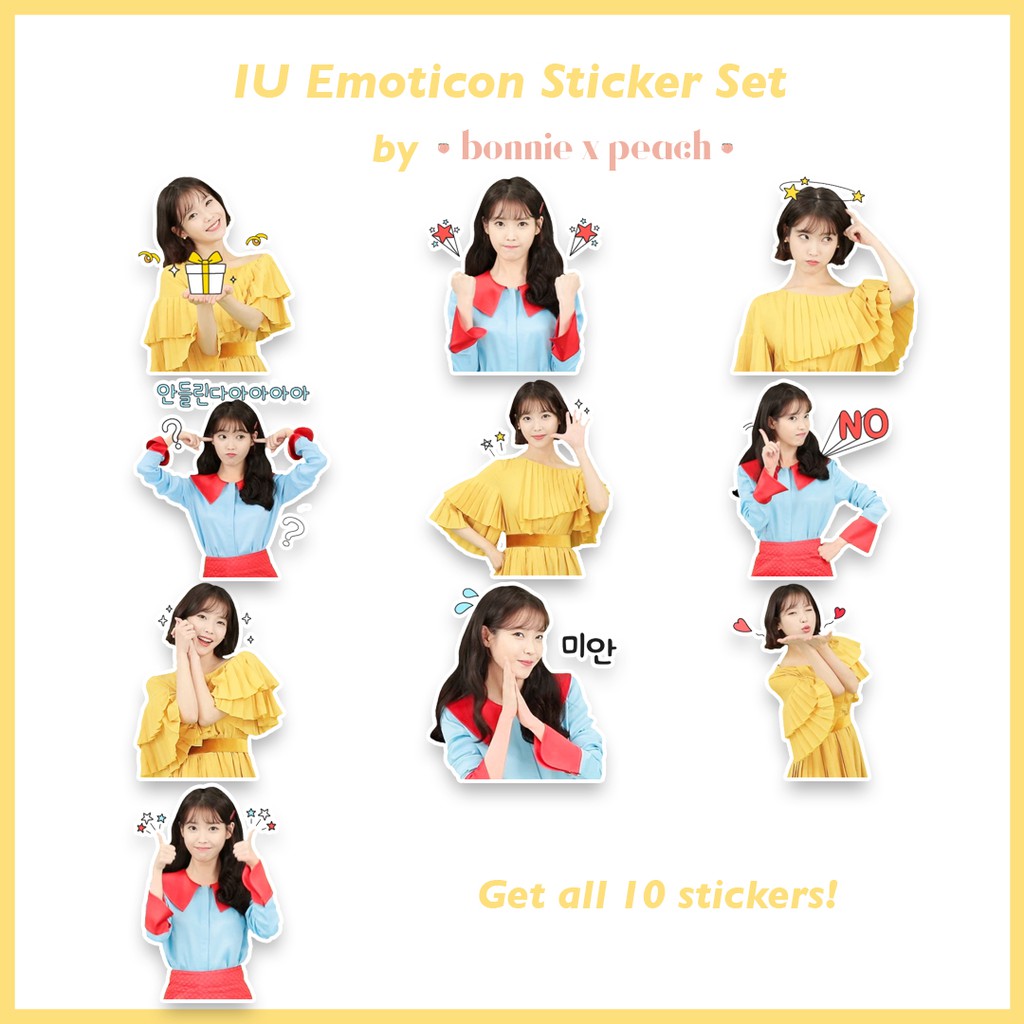 IU Emoticon Sticker Set
by • bonnie x peach •
안들린다아아아아
?
?
NO
미안
Get all 10 stickers!